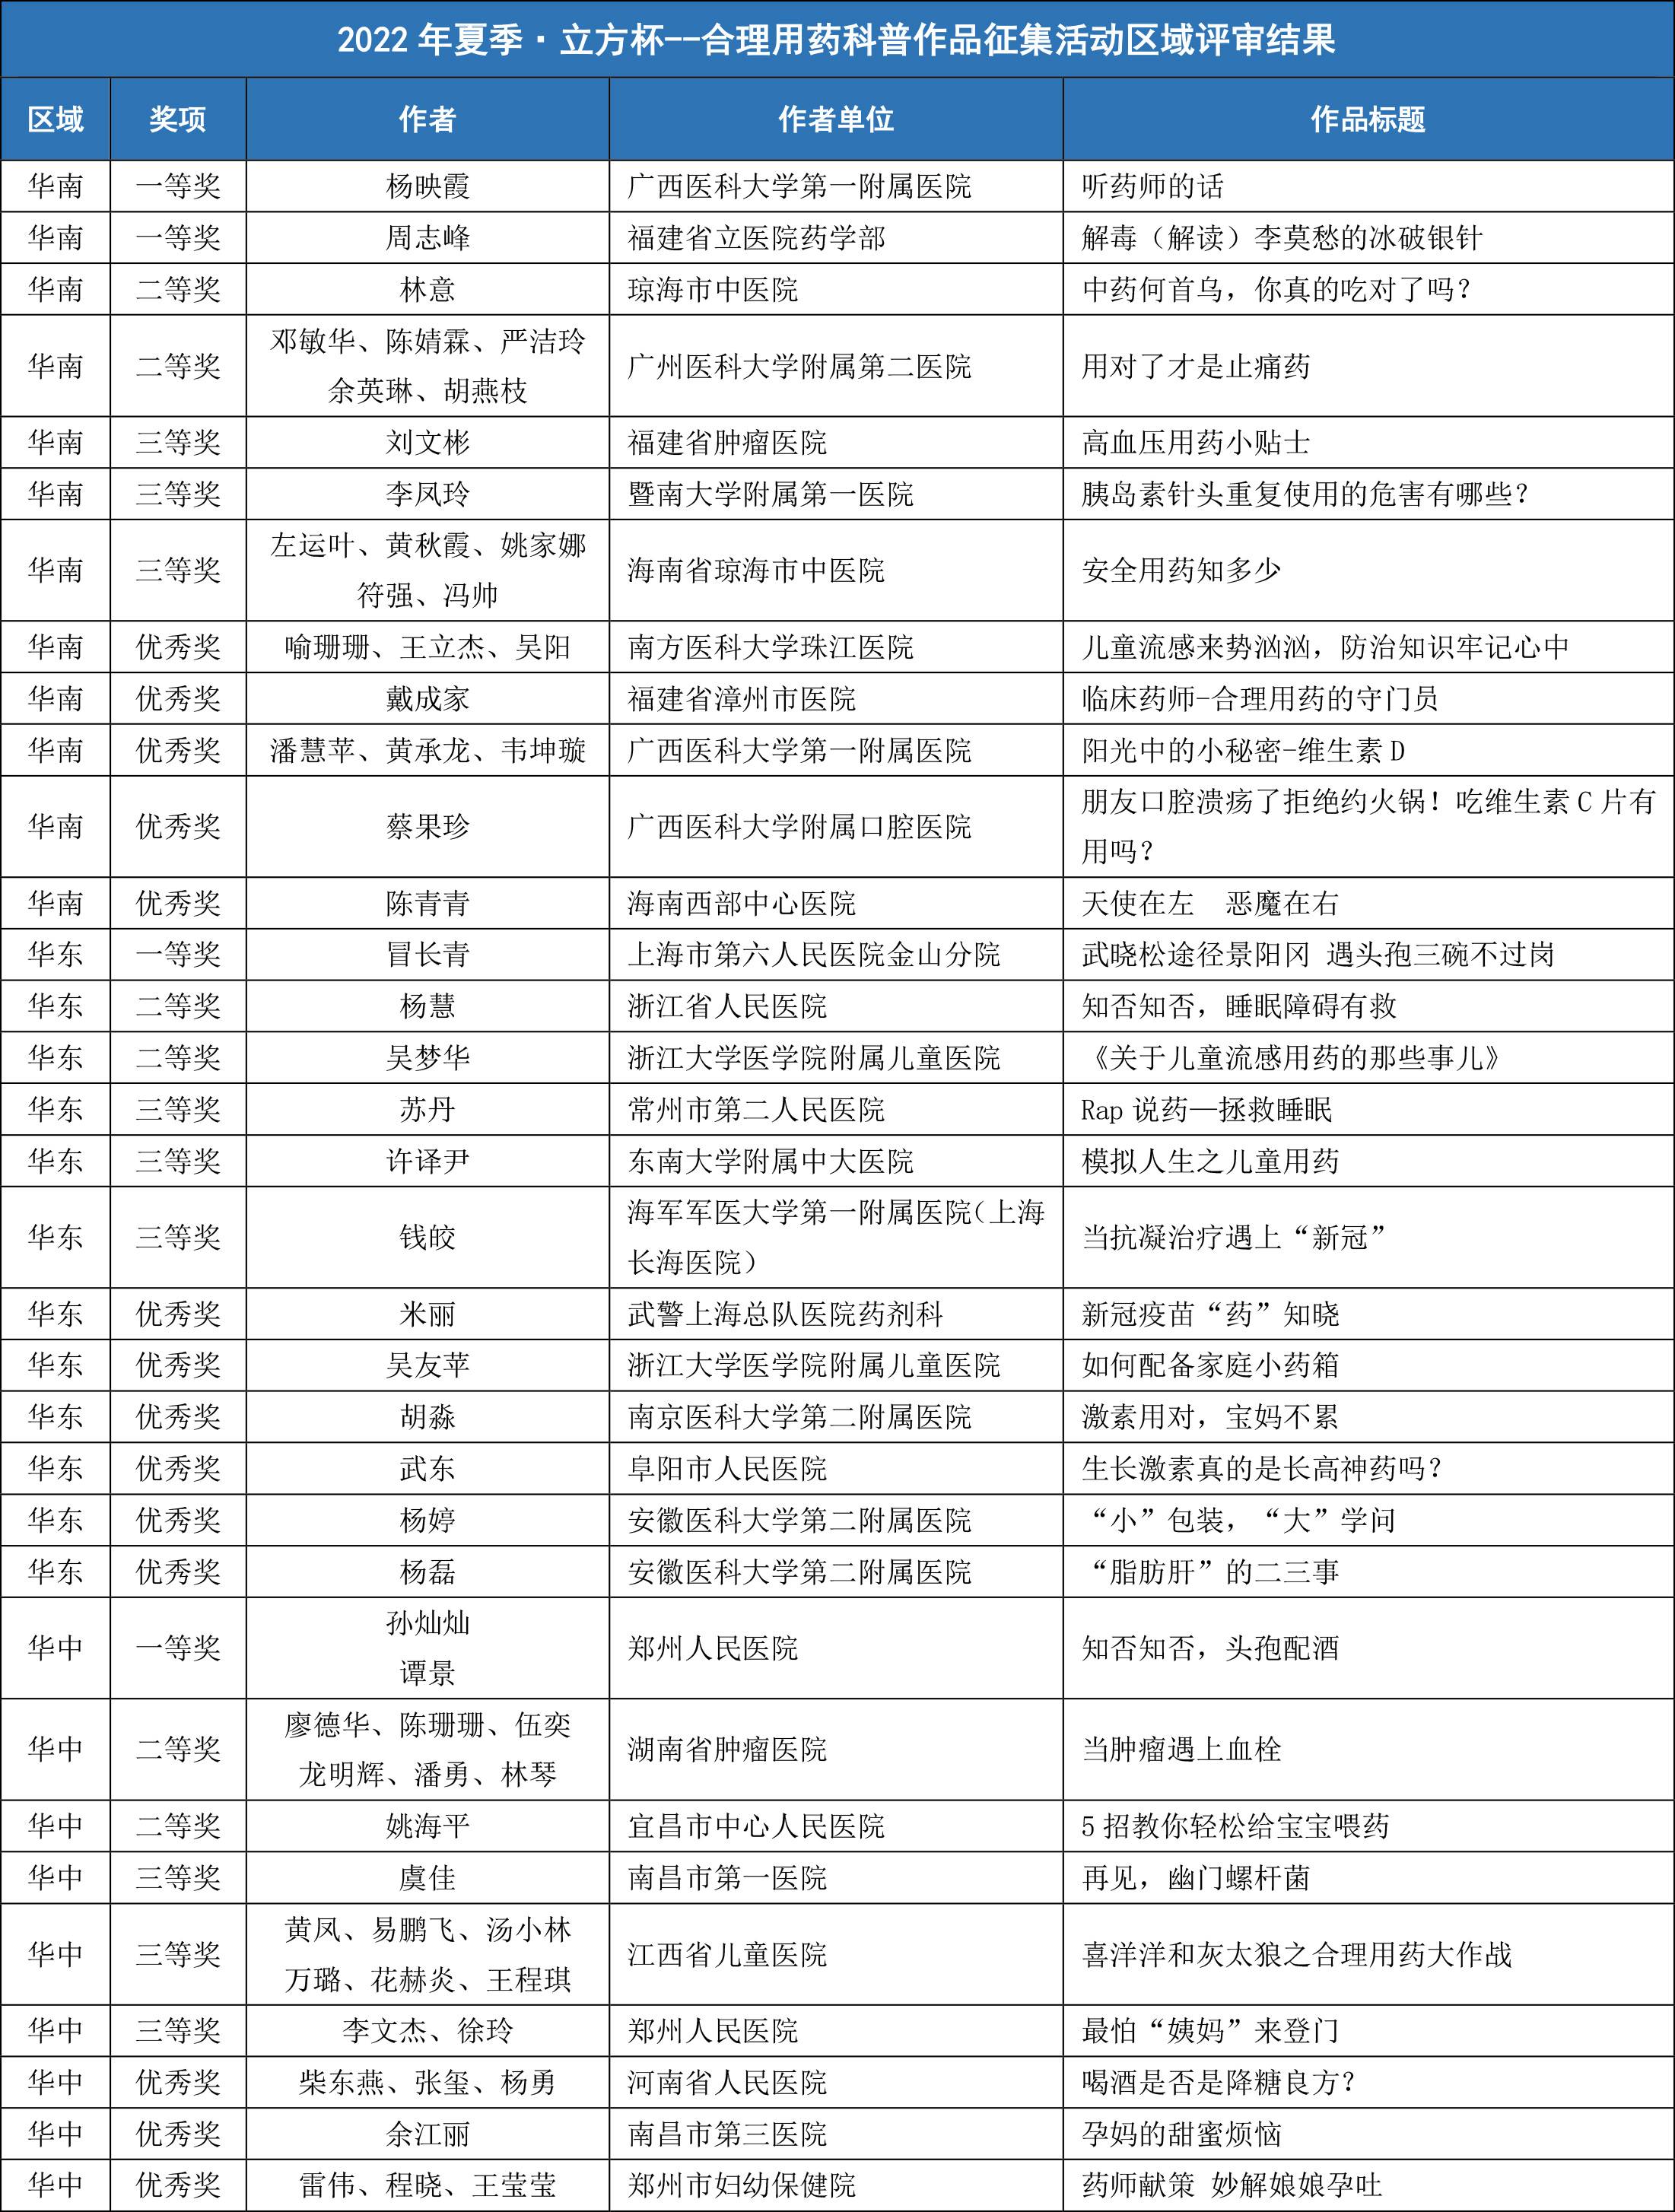 2022年夏季·立方杯--合理用药科普作品征集活动区域评审结果
区域 奖项 作者 作者单位 作品标题
华南 一等奖 杨映霞 广西医科大学第一附属医院 听药师的话
华南 一等奖 周志峰 福建省立医院药学部 解毒（解读）李莫愁的冰破银针
华南 二等奖 林意 琼海市中医院 中药何首乌，你真的吃对了吗？
华南 二等奖 邓敏华、陈婧霖、严洁玲
余英琳、胡燕枝 广州医科大学附属第二医院 用对了才是止痛药
华南 三等奖 刘文彬 福建省肿瘤医院 高血压用药小贴士
华南 三等奖 李凤玲 暨南大学附属第一医院 胰岛素针头重复使用的危害有哪些？
华南 三等奖 左运叶、黄秋霞、姚家娜
符强、冯帅 海南省琼海市中医院 安全用药知多少
华南 优秀奖 喻珊珊、王立杰、吴阳 南方医科大学珠江医院 儿童流感来势汹汹，防治知识牢记心中
华南 优秀奖 戴成家 福建省漳州市医院 临床药师-合理用药的守门员
华南 优秀奖 潘慧苹、黄承龙、韦坤璇 广西医科大学第一附属医院 阳光中的小秘密-维生素D
华南 优秀奖 蔡果珍 广西医科大学附属口腔医院 朋友口腔溃疡了拒绝约火锅！吃维生素C片有
用吗？
华南 优秀奖 陈青青 海南西部中心医院 天使在左　恶魔在右
华东 一等奖 冒长青 上海市第六人民医院金山分院 武晓松途径景阳冈 遇头孢三碗不过岗
华东 二等奖 杨慧 浙江省人民医院 知否知否，睡眠障碍有救
华东 二等奖 吴梦华 浙江大学医学院附属儿童医院 《关于儿童流感用药的那些事儿》
华东 三等奖 苏丹 常州市第二人民医院 Rap说药—拯救睡眠
华东 三等奖 许译尹 东南大学附属中大医院 模拟人生之儿童用药
华东 三等奖 钱皎 海军军医大学第一附属医院（上海
长海医院） 当抗凝治疗遇上“新冠”
华东 优秀奖 米丽 武警上海总队医院药剂科 新冠疫苗“药”知晓
华东 优秀奖 吴友苹 浙江大学医学院附属儿童医院 如何配备家庭小药箱
华东 优秀奖 胡淼 南京医科大学第二附属医院 激素用对，宝妈不累
华东 优秀奖 武东 阜阳市人民医院 生长激素真的是长高神药吗？
华东 优秀奖 杨婷 安徽医科大学第二附属医院 “小”包装，“大”学问
华东 优秀奖 杨磊 安徽医科大学第二附属医院 “脂肪肝”的二三事
华中 一等奖 孙灿灿
谭景 郑州人民医院 知否知否，头孢配酒
华中 二等奖 廖德华、陈珊珊、伍奕
龙明辉、潘勇、林琴 湖南省肿瘤医院 当肿瘤遇上血栓
华中 二等奖 姚海平 宜昌市中心人民医院 5招教你轻松给宝宝喂药
华中 三等奖 虞佳 南昌市第一医院 再见，幽门螺杆菌
华中 三等奖 黄凤、易鹏飞、汤小林
万璐、花赫炎、王程琪 江西省儿童医院 喜洋洋和灰太狼之合理用药大作战
华中 三等奖 李文杰、徐玲 郑州人民医院 最怕“姨妈”来登门
华中 优秀奖 柴东燕、张玺、杨勇 河南省人民医院 喝酒是否是降糖良方？
华中 优秀奖 余江丽 南昌市第三医院 孕妈的甜蜜烦恼
华中 优秀奖 雷伟、程晓、王莹莹 郑州市妇幼保健院 药师献策 妙解娘娘孕吐